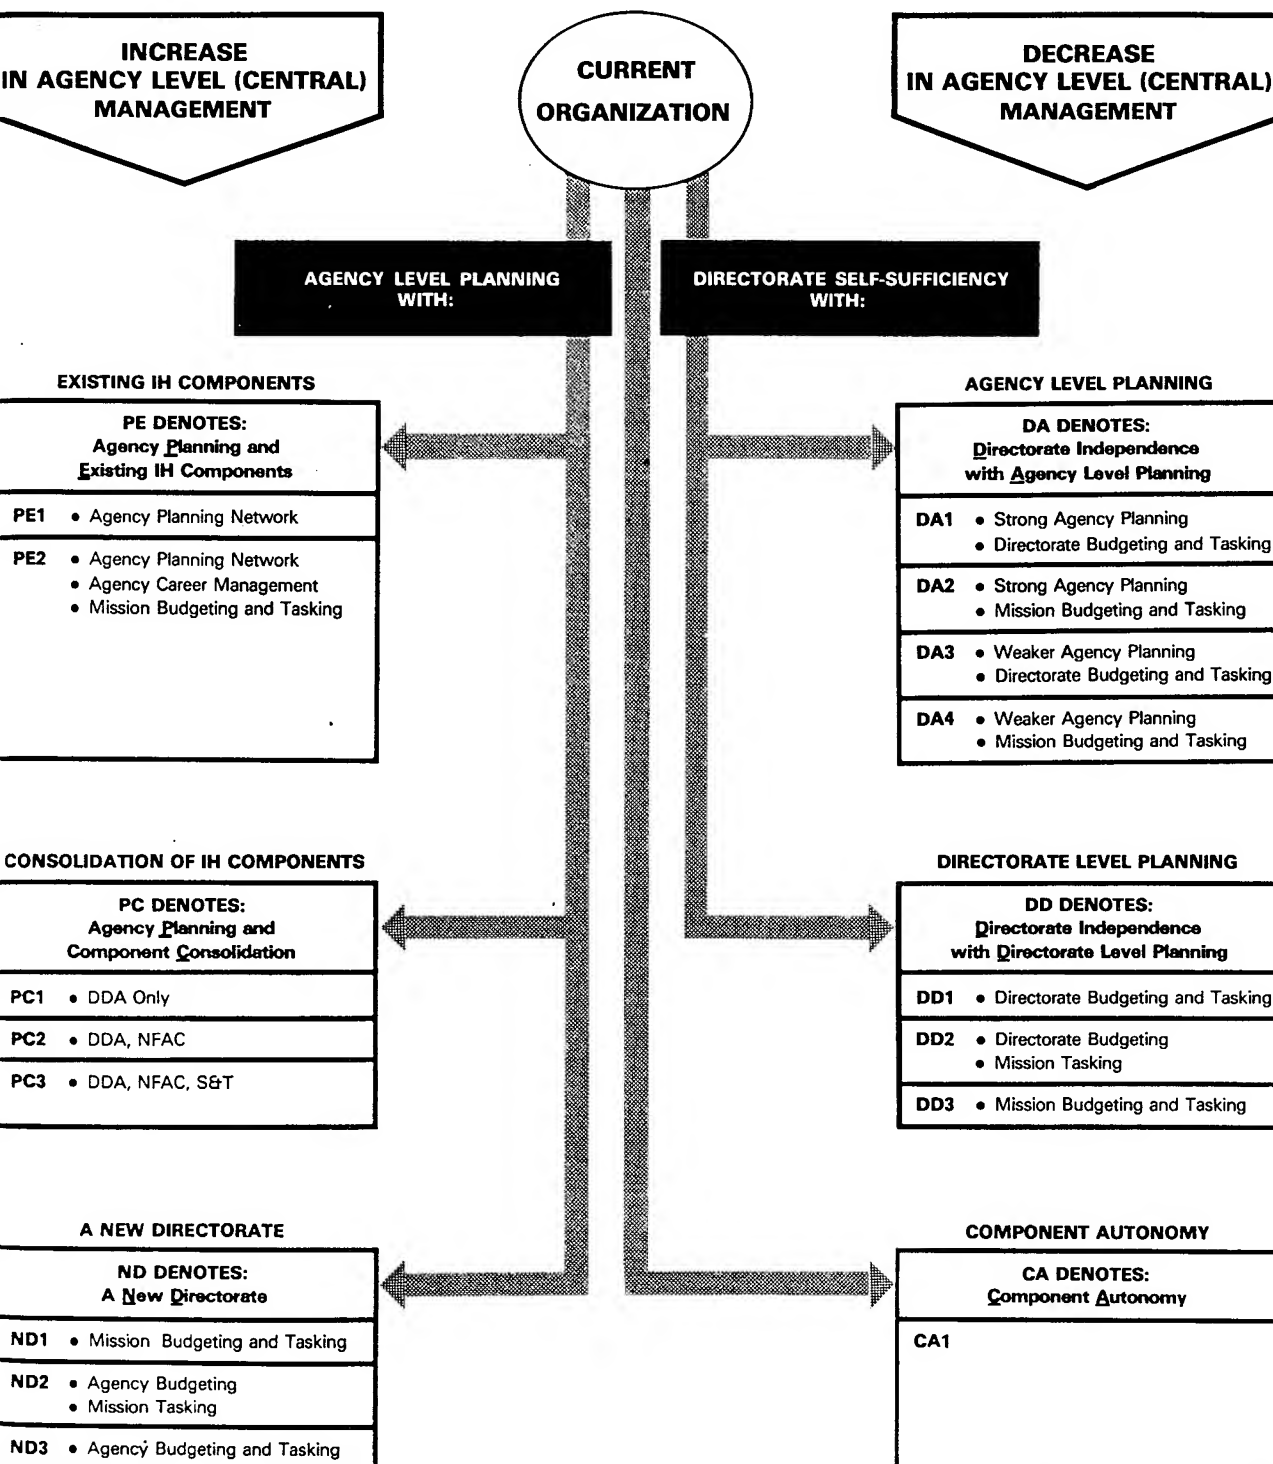 INCREASE
IN AGENCY LEVEL (CENTRAL)
MANAGEMENT
CURRENT
ORGANIZATION
DECREASE
IN AGENCY LEVEL (CENTRAL)
MANAGEMENT
AGENCY LEVEL PLANNING
WITH:
DIRECTORATE SELF-SUFFICIENCY
WITH:
EXISTING IH COMPONENTS
PE DENOTES:
Agency Planning and
Existing IH Components
PE1 • Agency Planning Network
PE2 • Agency Planning Network
• Agency Career Management
• Mission Budgeting and Tasking
AGENCY LEVEL PLANNING
DA DENOTES:
Directorate Independence
with Agency Level Planning
DA1 • Strong Agency Planning
• Directorate Budgeting and Tasking
DA2 • Strong Agency Planning
• Mission Budgeting and Tasking
DA3 • Weaker Agency Planning
• Directorate Budgeting and Tasking
DA4 • Weaker Agency Planning
• Mission Budgeting and Tasking
CONSOLIDATION OF IH COMPONENTS
PC DENOTES:
Agency Planning and
Component Consolidation
PC1 • DDA Only
PC2 • DDA, NFAC
PC3 • DDA, NFAC, S&T
DIRECTORATE LEVEL PLANNING
DD DENOTES:
Directorate Independence
with Directorate Level Planning
DD1 • Directorate Budgeting and Tasking
DD2 • Directorate Budgeting
• Mission Tasking
DD3 • Mission Budgeting and Tasking
A NEW DIRECTORATE
ND DENOTES:
A New Directorate
ND1 • Mission Budgeting and Tasking
ND2 • Agency Budgeting
• Mission Tasking
ND3 • Agency Budgeting and Tasking
COMPONENT AUTONOMY
CA DENOTES:
Component Autonomy
CA1